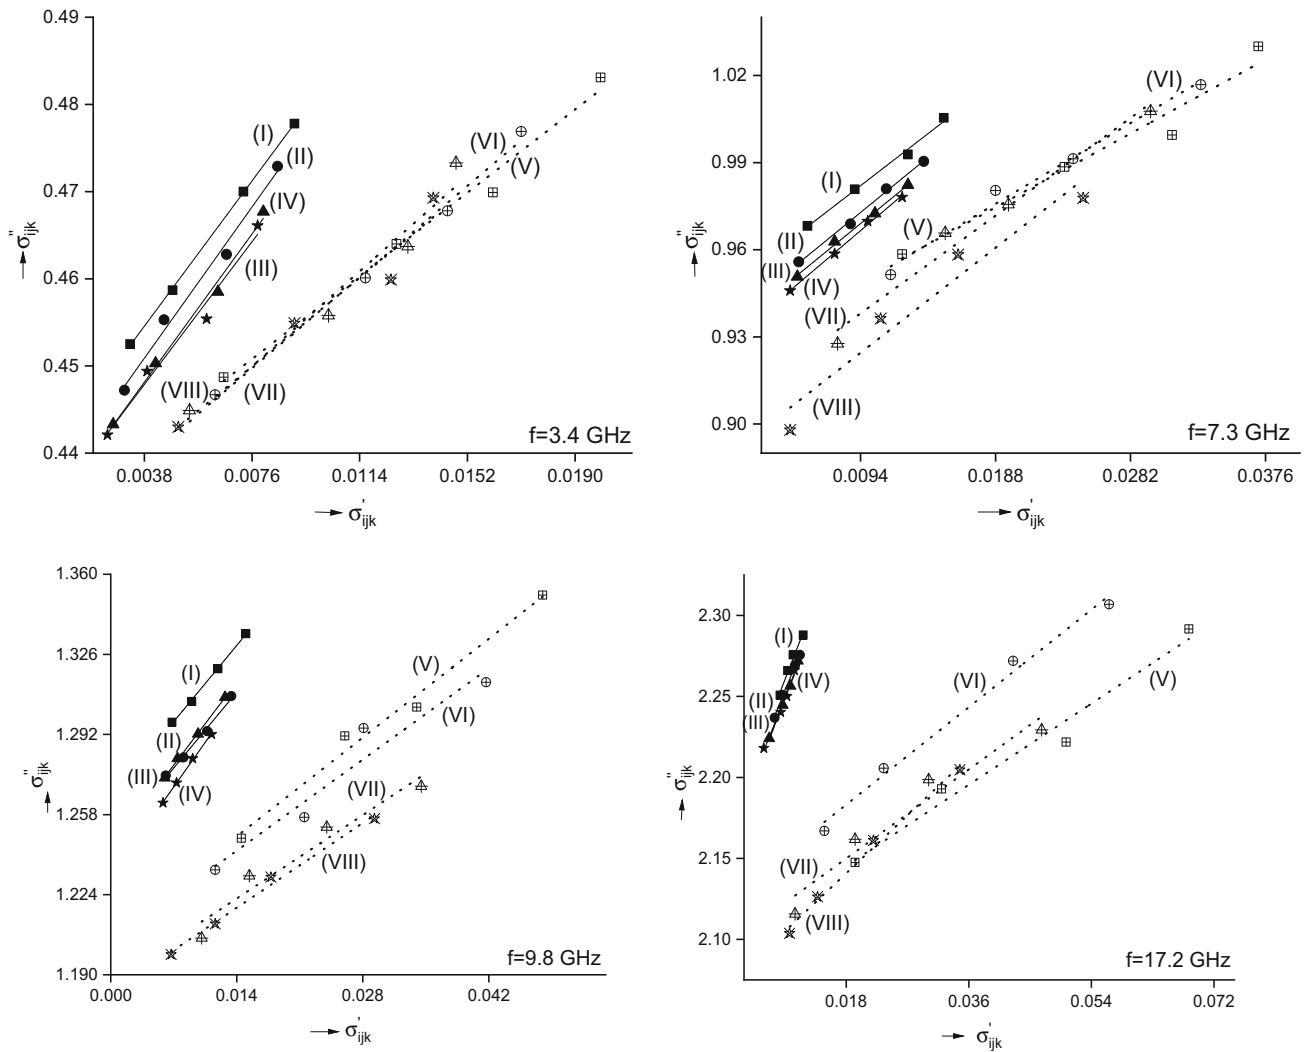 0.49
0.48
0.47
0.46
0.45
0.44
σ''ijk
(I)
(II)
(IV)
(III)
(VI)
(V)
(VIII)
(VII)
f=3.4 GHz
0.0038 0.0076 0.0114 0.0152 0.0190
σ'ijk
1.02
0.99
0.96
0.93
0.90
σ''ijk
(VI)
(I)
(V)
(II)
(III)
(IV)
(VII)
(VIII)
f=7.3 GHz
0.0094 0.0188 0.0282 0.0376
σ'ijk
1.360
1.326
1.292
1.258
1.224
1.190
σ''ijk
(I)
(V)
(VI)
(II)
(III)
(IV)
(VII)
(VIII)
f=9.8 GHz
0.000 0.014 0.028 0.042
σ'ijk
2.30
2.25
2.20
2.15
2.10
σ''ijk
(I)
(IV)
(II)
(III)
(VI)
(V)
(VII)
(VIII)
f=17.2 GHz
0.018 0.036 0.054 0.072
σ'ijk